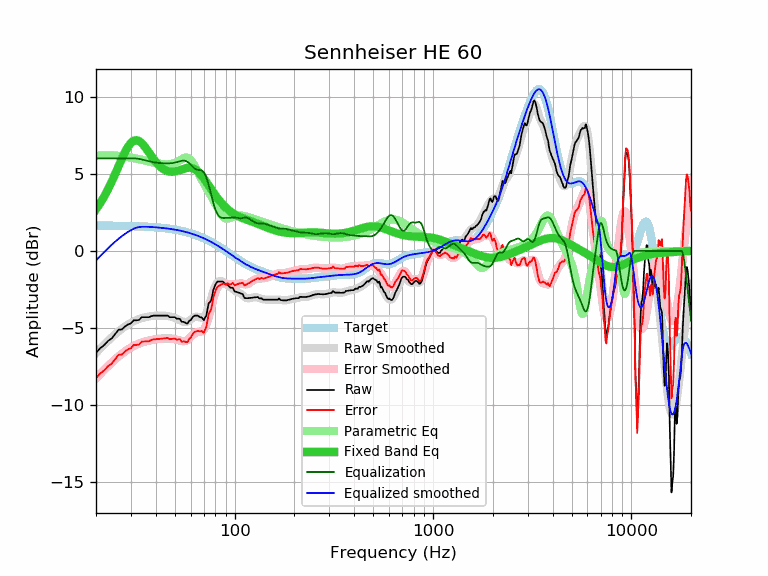 Sennheiser HE 60
10
5
0
−5
−10
−15
Amplitude (dBr)
Target
Raw Smoothed
Error Smoothed
Raw
Error
Parametric Eq
Fixed Band Eq
Equalization
Equalized smoothed
100
1000
10000
Frequency (Hz)